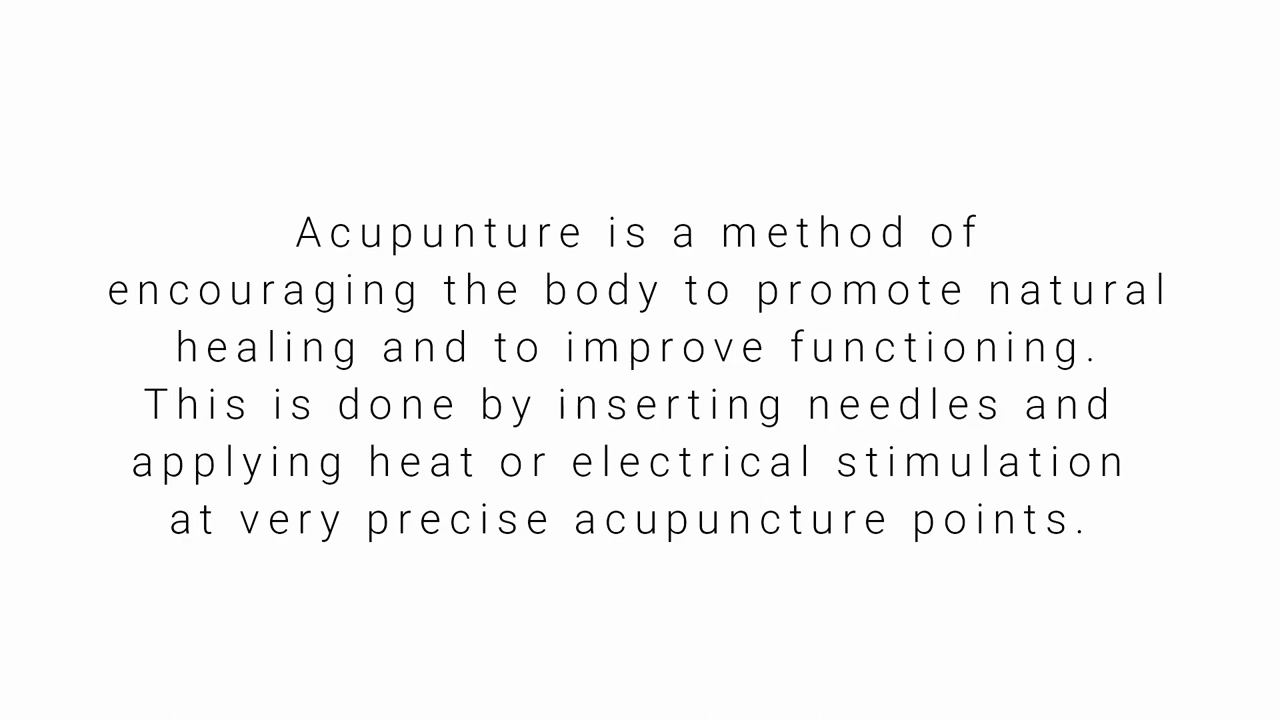 Acupunture is a method of
encouraging the body to promote natural
healing and to improve functioning.
This is done by inserting needles and
applying heat or electrical stimulation
at very precise acupuncture points.